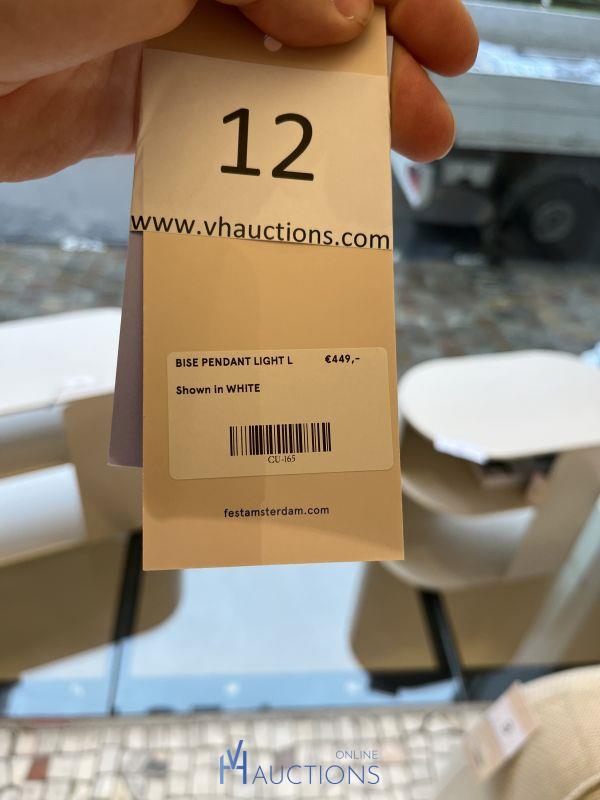 12
www.vhauctions.com
BISE PENDANT LIGHT L €449,-
Shown in WHITE
CU-165
festamsterdam.com
VH ONLINE
AUCTIONS